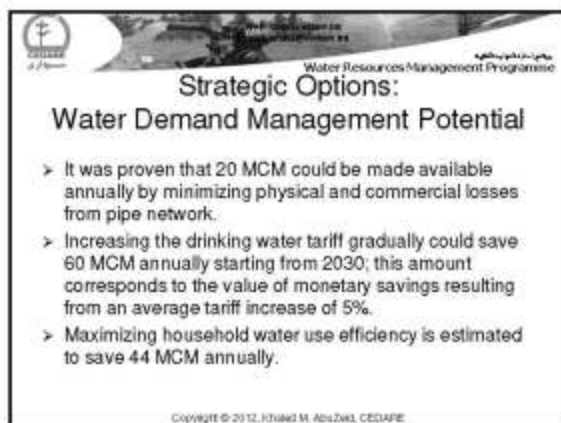 CEDARE
Water Resources Management Programme
Strategic Options:
Water Demand Management Potential
➤ It was proven that 20 MCM could be made available
annually by minimizing physical and commercial losses
from pipe network.
➤ Increasing the drinking water tariff gradually could save
60 MCM annually starting from 2030; this amount
corresponds to the value of monetary savings resulting
from an average tariff increase of 5%.
➤ Maximizing household water use efficiency is estimated
to save 44 MCM annually.
Copyright © 2012, Khaled M. AbuZeid, CEDARE